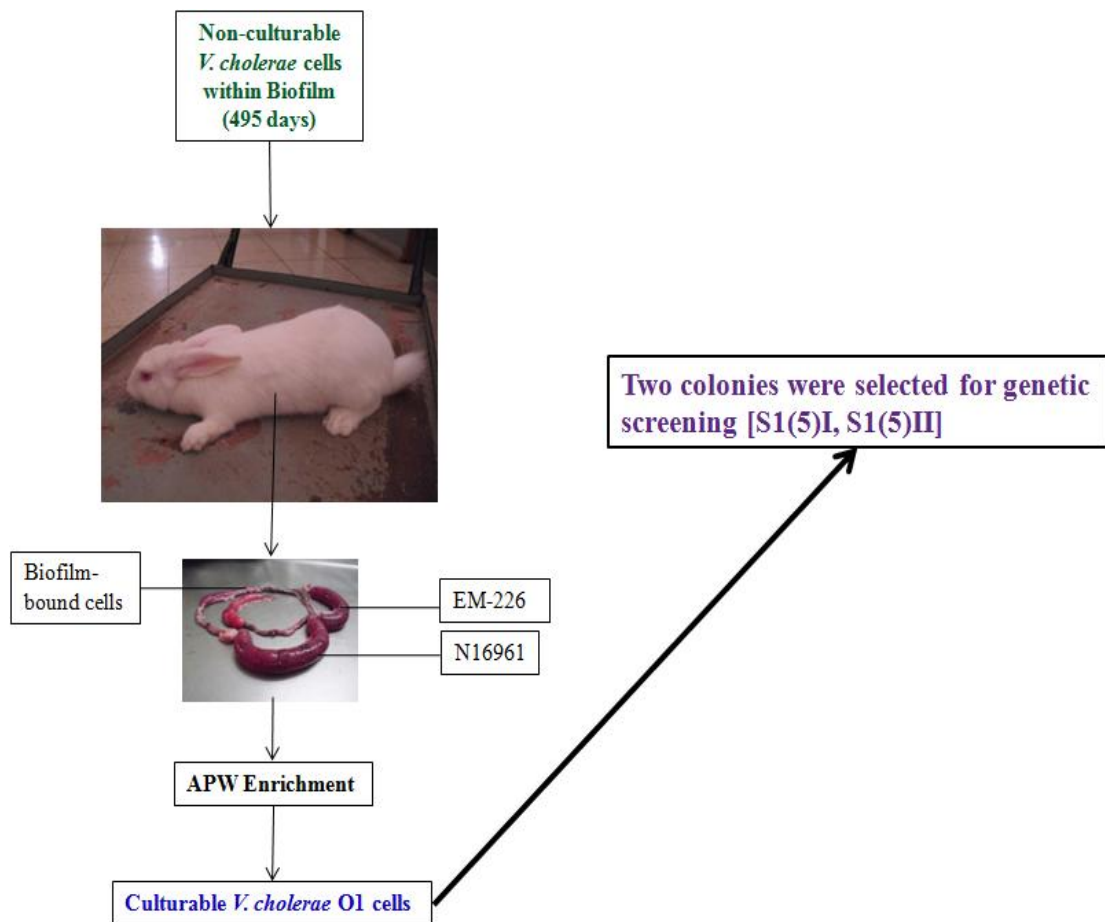 Non-culturable
V. cholerae cells
within Biofilm
(495 days)
Two colonies were selected for genetic
screening [S1(5)I, S1(5)II]
Biofilm-
bound cells
EM-226
N16961
APW Enrichment
Culturable V. cholerae O1 cells